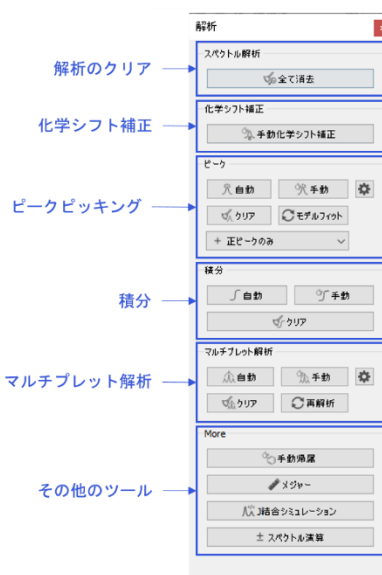 解析
スペクトル解析
解析のクリア
全て消去
化学シフト補正
化学シフト補正
手動化学シフト補正
ピーク
自動 手動
ピークピッキング
クリア モデルフィット
+ 正ピークのみ
積分
積分
自動 手動
クリア
マルチプレット解析
マルチプレット解析
自動 手動
クリア 再解析
More
手動帰属
その他のツール
メジャー
J結合シミュレーション
± スペクトル演算